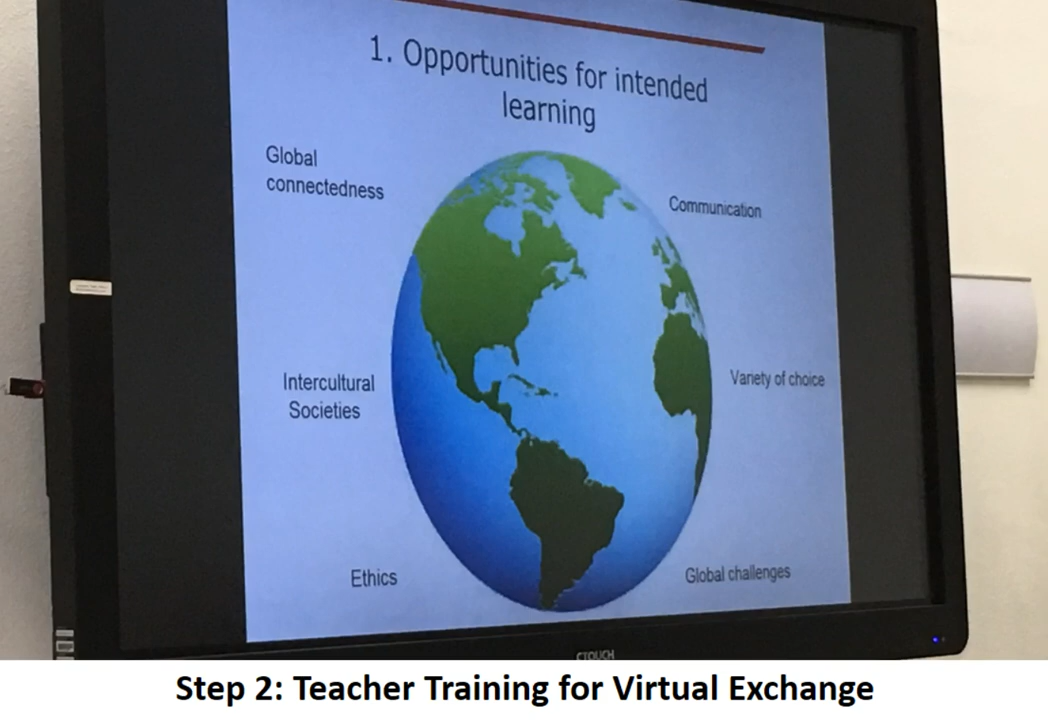 1. Opportunities for intended
learning
Global
connectedness
Communication
Intercultural
Societies
Variety of choice
Ethics
Global challenges
CTOUCH
Step 2: Teacher Training for Virtual Exchange